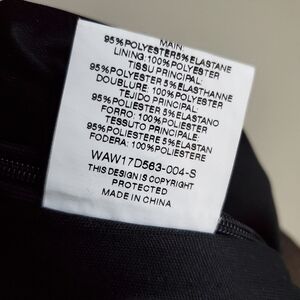 MAIN:
95%POLYESTER5%ELASTANE
LINING:100%POLYESTER
TISSU PRINCIPAL:
95%POLYESTER 5%ELASTHANNE
DOUBLURE: 100%POLYESTER
TEJIDO PRINCIPAL:
95%POLIÉSTER 5%ELASTANO
FORRO: 100%POLIÉSTER
TESSUTO PRINCIPALE:
95%POLIESTERE 5%ELASTAN
FODERA: 100%POLIESTERE
WAW17D563-004-S
THIS DESIGN IS COPYRIGHT
PROTECTED
MADE IN CHINA